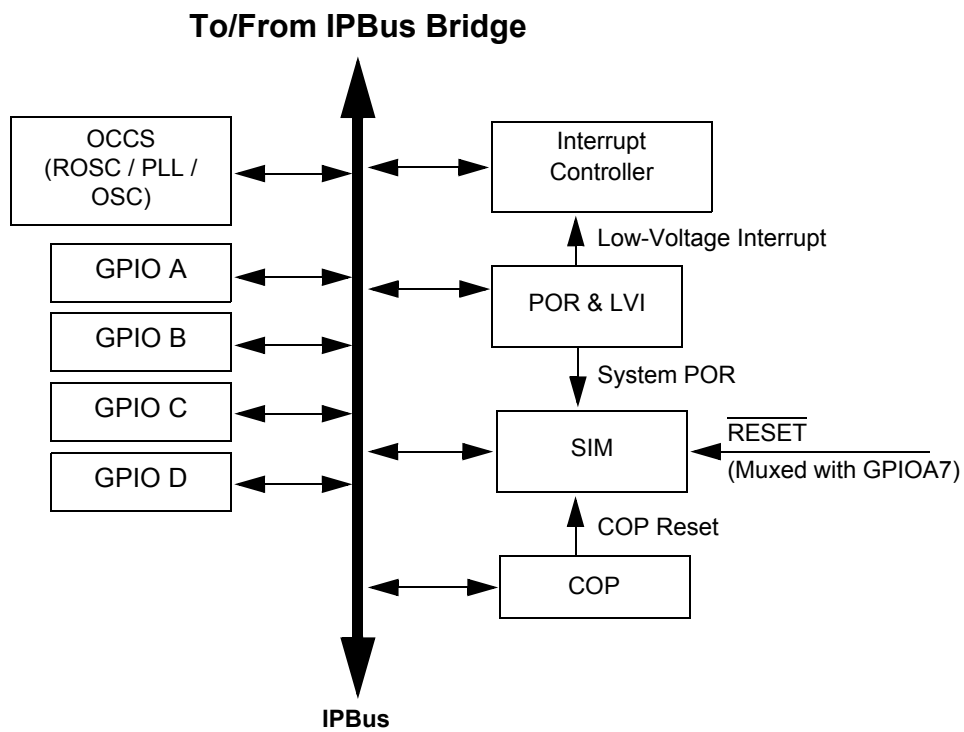 To/From IPBus Bridge
OCCS
(ROSC / PLL /
OSC)
GPIO A
GPIO B
GPIO C
GPIO D
Interrupt
Controller
Low-Voltage Interrupt
POR & LVI
System POR
SIM
RESET
(Muxed with GPIOA7)
COP Reset
COP
IPBus